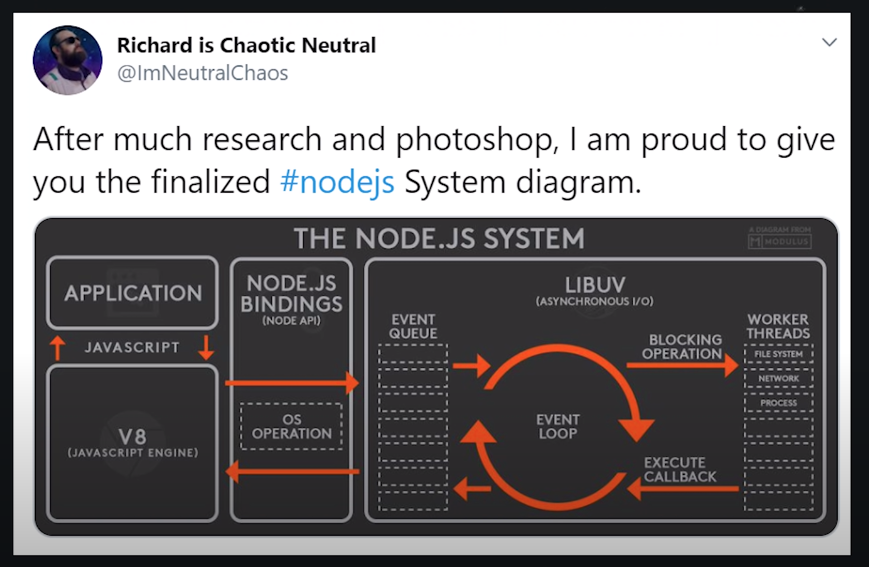 Richard is Chaotic Neutral
@ImNeutralChaos
After much research and photoshop, I am proud to give
you the finalized #nodejs System diagram.
THE NODE.JS SYSTEM
A DIAGRAM FROM
MODULUS
APPLICATION
JAVASCRIPT
V8
(JAVASCRIPT ENGINE)
NODE.JS
BINDINGS
(NODE API)
OS
OPERATION
LIBUV
(ASYNCHRONOUS I/O)
EVENT
QUEUE
EVENT
LOOP
BLOCKING
OPERATION
EXECUTE
CALLBACK
WORKER
THREADS
FILE SYSTEM
NETWORK
PROCESS